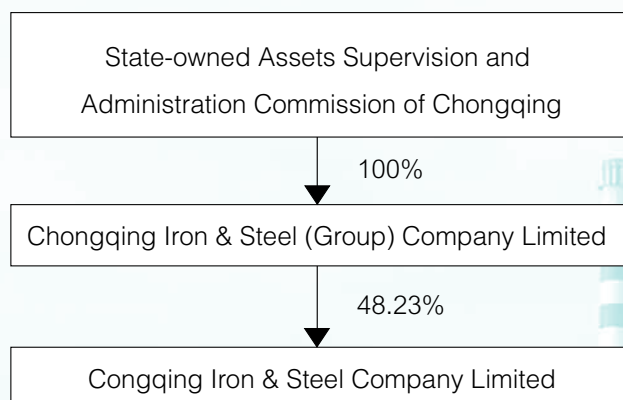 State-owned Assets Supervision and
Administration Commission of Chongqing
100%
Chongqing Iron & Steel (Group) Company Limited
48.23%
Congqing Iron & Steel Company Limited